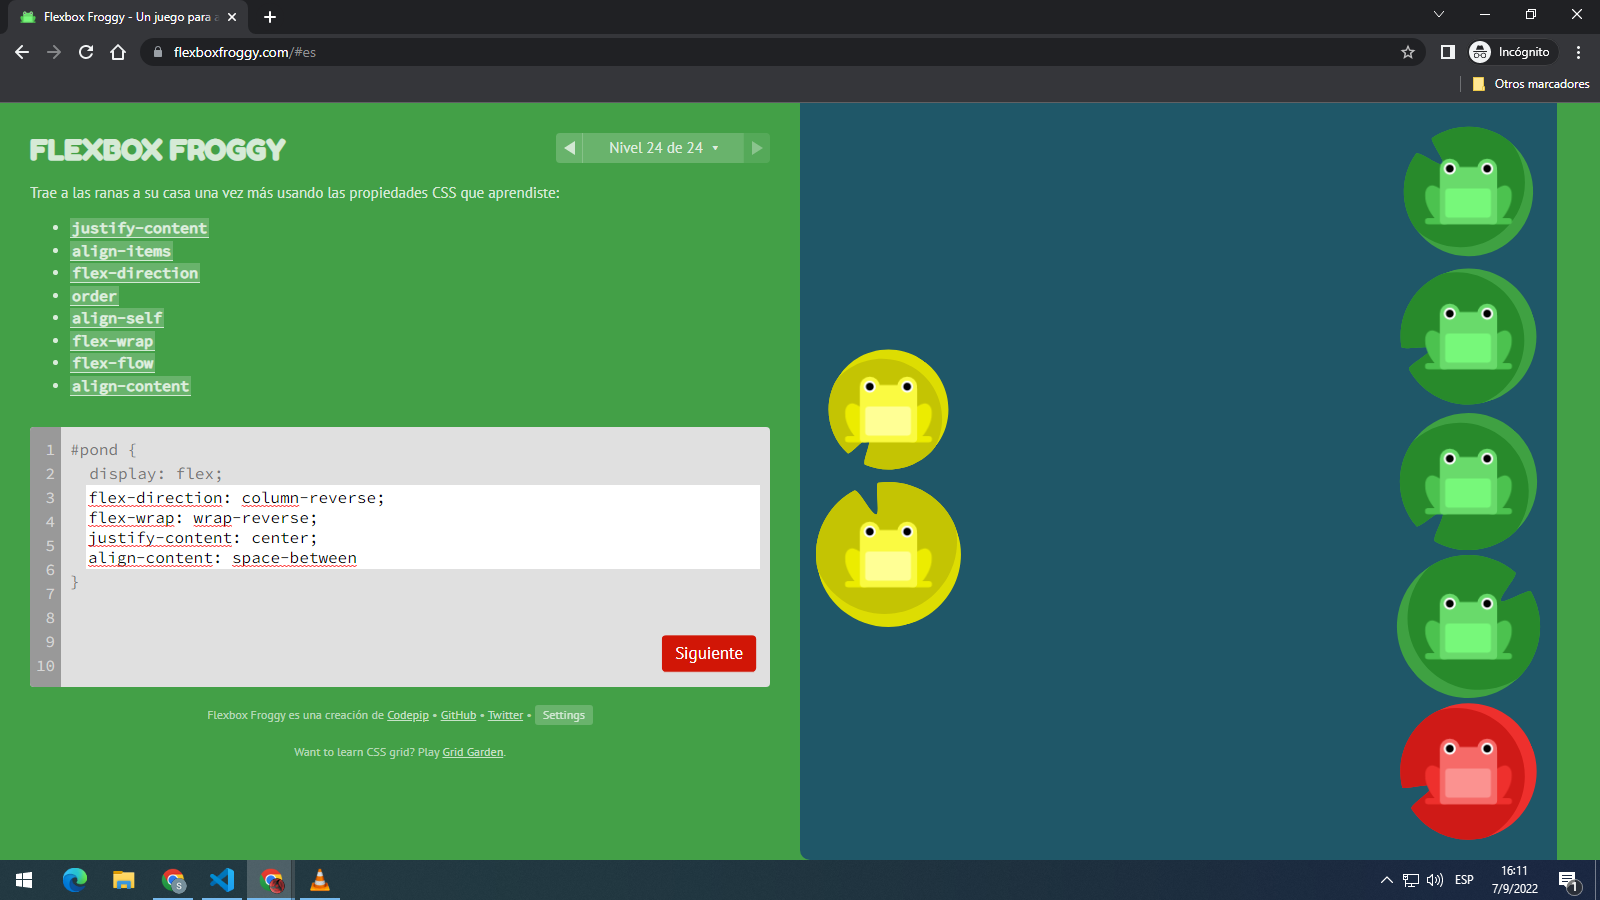 Flexbox Froggy - Un juego para a
flexboxfroggy.com/#es
Incógnito
Otros marcadores
FLEXBOX FROGGY
Nivel 24 de 24
Trae a las ranas a su casa una vez más usando las propiedades CSS que aprendiste:
• justify-content
• align-items
• flex-direction
• order
• align-self
• flex-wrap
• flex-flow
• align-content
1 #pond {
2 display: flex;
3 flex-direction: column-reverse;
4 flex-wrap: wrap-reverse;
5 justify-content: center;
6 align-content: space-between
7 }
8
9
10
Siguiente
Flexbox Froggy es una creación de Codepip • GitHub • Twitter • Settings
Want to learn CSS grid? Play Grid Garden.
S
ESP
16:11
7/9/2022
1